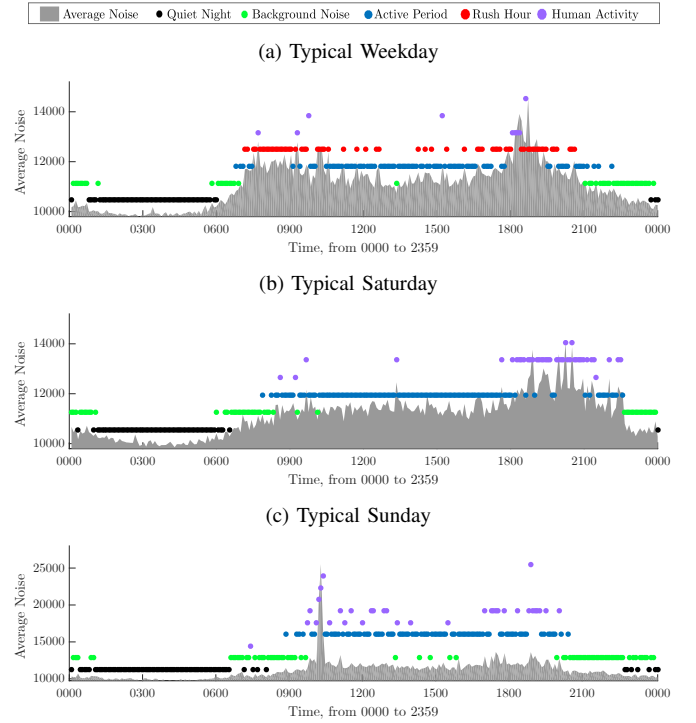 Average Noise Quiet Night Background Noise Active Period Rush Hour Human Activity
(a) Typical Weekday
14000
12000
10000
Average Noise
0000 0300 0600 0900 1200 1500 1800 2100 0000
Time, from 0000 to 2359
(b) Typical Saturday
14000
12000
10000
Average Noise
0000 0300 0600 0900 1200 1500 1800 2100 0000
Time, from 0000 to 2359
(c) Typical Sunday
25000
20000
15000
10000
Average Noise
0000 0300 0600 0900 1200 1500 1800 2100 0000
Time, from 0000 to 2359